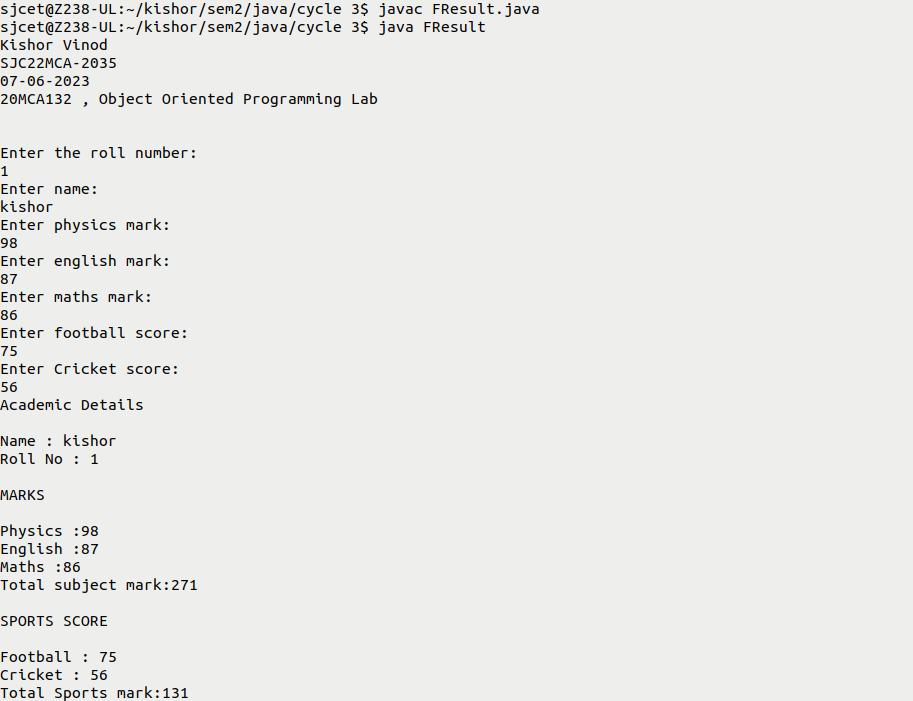 sjcet@Z238-UL:~/kishor/sem2/java/cycle 3$ javac FResult.java
sjcet@Z238-UL:~/kishor/sem2/java/cycle 3$ java FResult
Kishor Vinod
SJC22MCA-2035
07-06-2023
20MCA132 , Object Oriented Programming Lab
Enter the roll number:
1
Enter name:
kishor
Enter physics mark:
98
Enter english mark:
87
Enter maths mark:
86
Enter football score:
75
Enter Cricket score:
56
Academic Details
Name : kishor
Roll No : 1
MARKS
Physics :98
English :87
Maths :86
Total subject mark:271
SPORTS SCORE
Football : 75
Cricket : 56
Total Sports mark:131